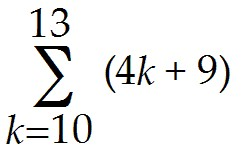 13
∑ (4k + 9)
k=10